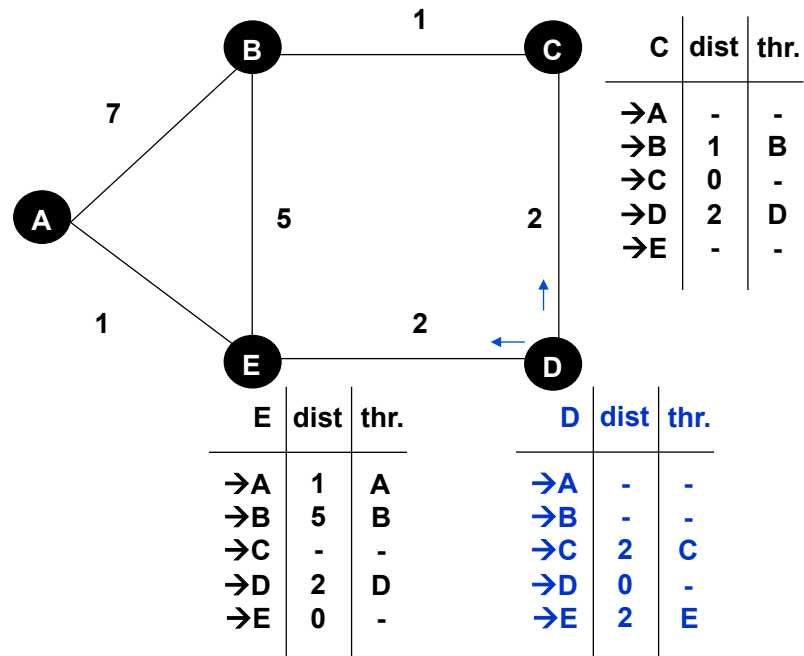 1
B
C
7
A
5
2
1
2
E
D
C dist thr.
→A - -
→B 1 B
→C 0 -
→D 2 D
→E - -
E dist thr.
→A 1 A
→B 5 B
→C - -
→D 2 D
→E 0 -
D dist thr.
→A - -
→B - -
→C 2 C
→D 0 -
→E 2 E